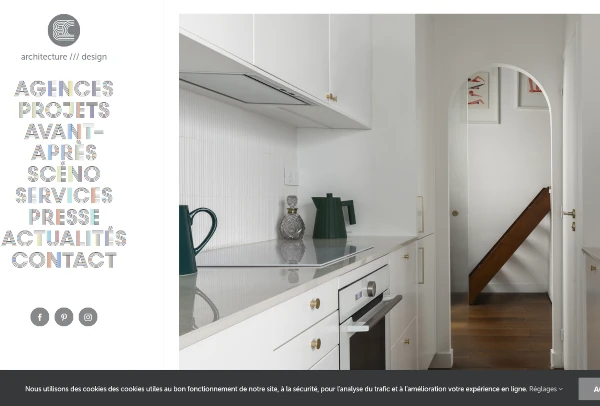 architecture /// design
AGENCES
PROJETS
AVANT-
APRÈS
SCÉNO
SERVICES
PRESSE
ACTUALITÉS
CONTACT
Nous utilisons des cookies des cookies utiles au bon fonctionnement de notre site, à la sécurité, pour l'analyse du trafic et à l'amélioration votre expérience en ligne. Réglages